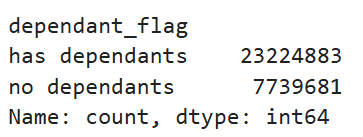 dependant_flag
has dependants    23224883
no dependants      7739681
Name: count, dtype: int64